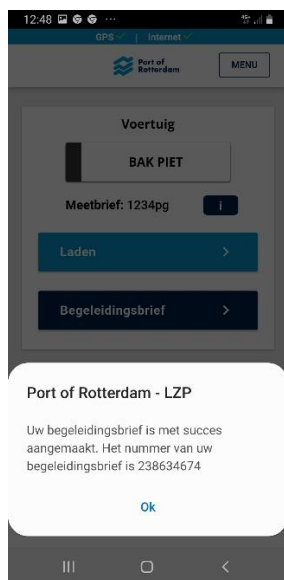 12:48
GPS | Internet
Port of
Rotterdam
MENU
Voertuig
BAK PIET
Meetbrief: 1234pg i
Laden
Begeleidingsbrief
Port of Rotterdam - LZP
Uw begeleidingsbrief is met succes
aangemaakt. Het nummer van uw
begeleidingsbrief is 238634674
Ok